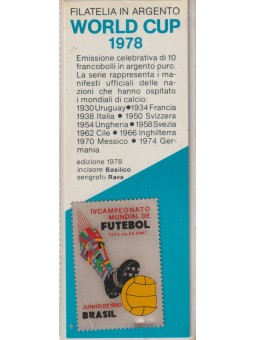 FILATELIA IN ARGENTO
WORLD CUP
1978
Emissione celebrativa di 10
francobolli in argento puro.
La serie rappresenta i ma-
nifesti ufficiali delle na-
zioni che hanno ospitato
i mondiali di calcio:
1930 Uruguay • 1934 Francia
1938 Italia • 1950 Svizzera
1954 Ungheria • 1958 Svezia
1962 Cile • 1966 Inghilterra
1970 Messico • 1974 Ger-
mania
edizione 1978
incisore Basilico
serigrafo Rava
IV CAMPEONATO
MUNDIAL DE
FUTEBOL
JUNHO DE 1950
BRASIL